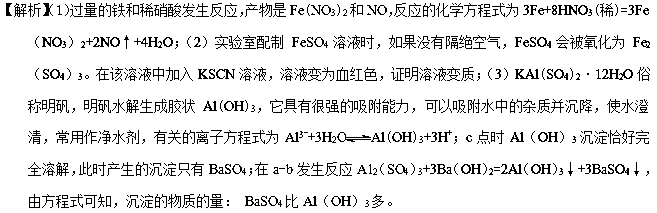 【解析】(1)过量的铁和稀硝酸发生反应,产物是Fe(NO₃)₂和NO,反应的化学方程式为3Fe+8HNO₃(稀)=3Fe
(NO₃)₂+2NO↑+4H₂O;(2)实验室配制 FeSO₄ 溶液时,如果没有隔绝空气,FeSO₄ 会被氧化为 Fe₂
(SO₄)₃。在该溶液中加入KSCN溶液,溶液变为血红色,证明溶液变质;(3)KAl(SO₄)₂·12H₂O俗
称明矾,明矾水解生成胶状 Al(OH)₃,它具有很强的吸附能力,可以吸附水中的杂质并沉降,使水澄
清,常用作净水剂,有关的离子方程式为 Al³⁺+3H₂O⇌Al(OH)₃+3H⁺;c点时 Al(OH)₃沉淀恰好完
全溶解,此时产生的沉淀只有BaSO₄;在a-b发生反应 Al₂(SO₄)₃+3Ba(OH)₂=2Al(OH)₃↓+3BaSO₄↓,
由方程式可知,沉淀的物质的量: BaSO₄比Al(OH)₃多。